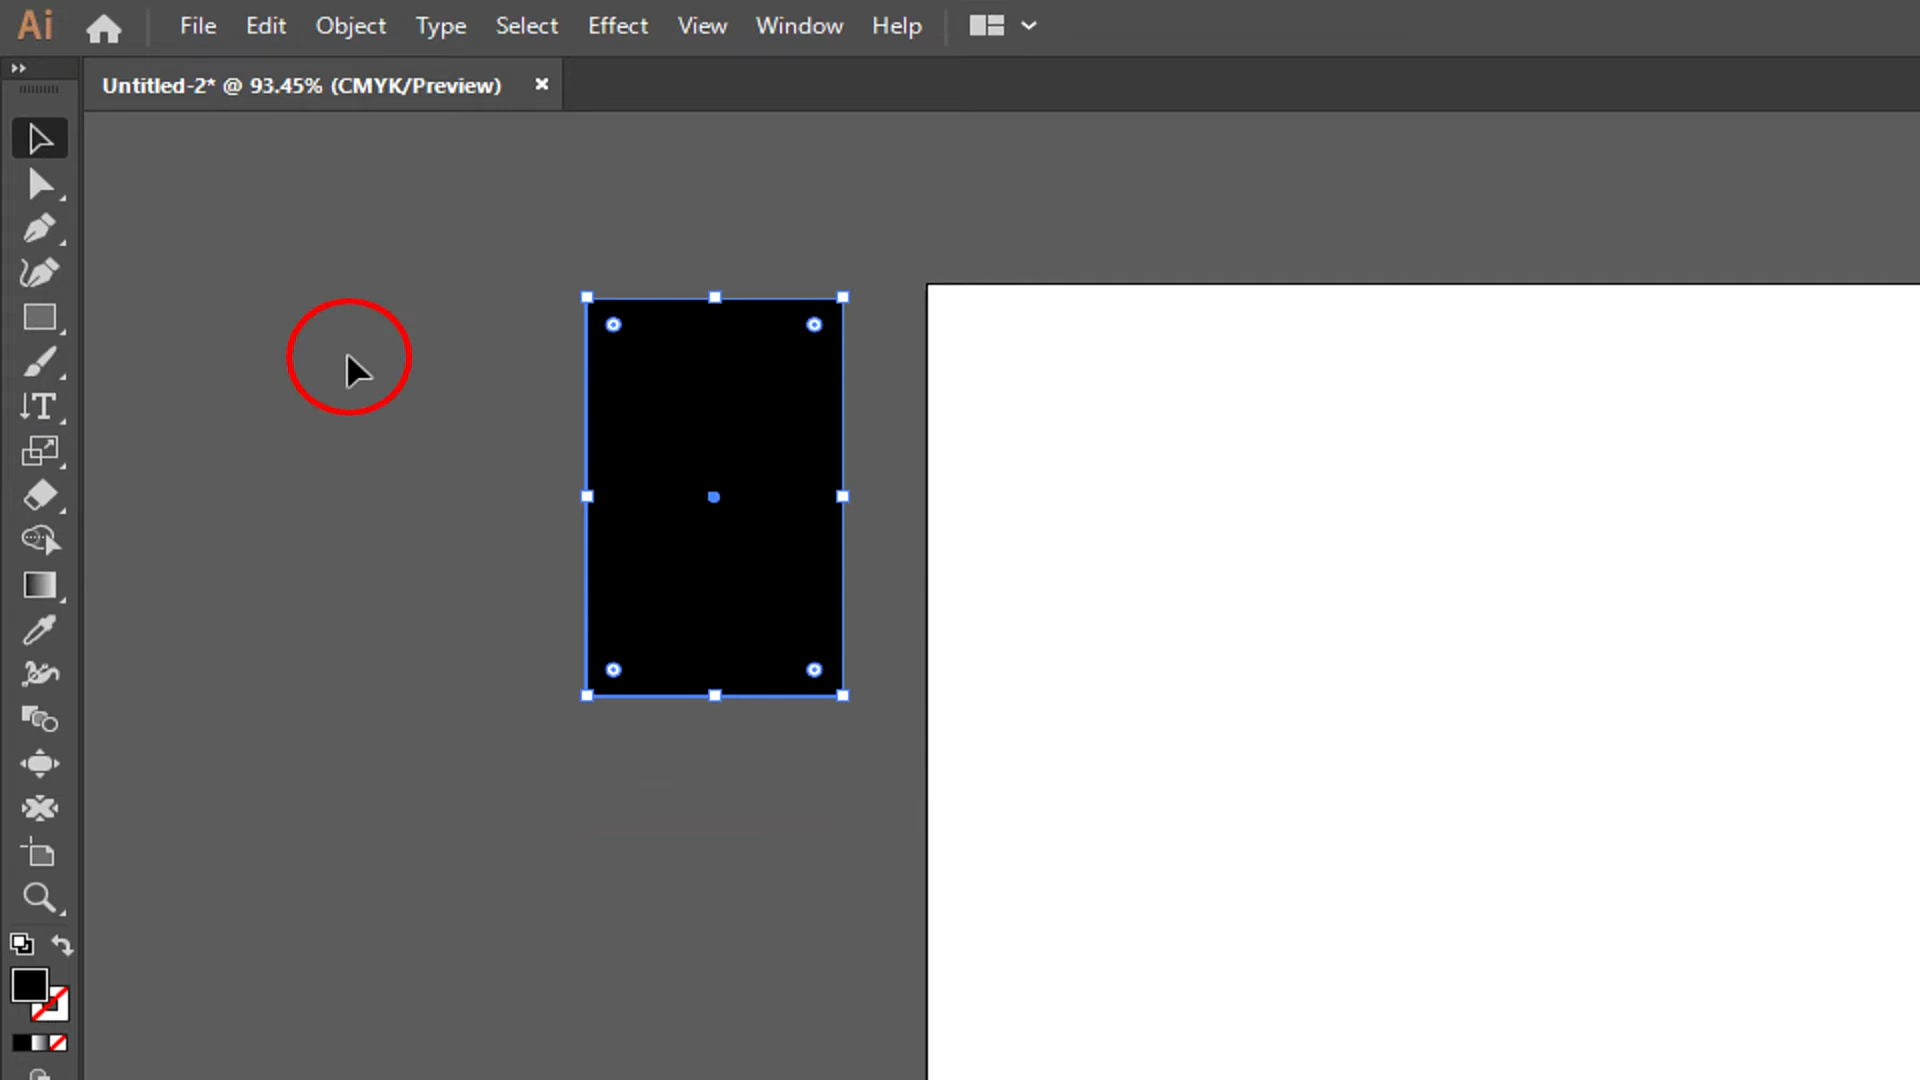 Ai File Edit Object Type Select Effect View Window Help
Untitled-2* @ 93.45% (CMYK/Preview)